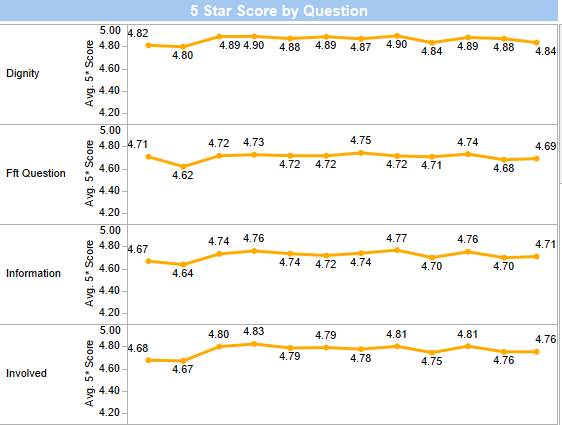 5 Star Score by Question
Dignity
Avg. 5* Score
5.00
4.80
4.60
4.40
4.20
4.82 4.80 4.89 4.90 4.88 4.89 4.87 4.90 4.84 4.89 4.88 4.84
Fft Question
Avg. 5* Score
5.00
4.80
4.60
4.40
4.20
4.71 4.62 4.72 4.73 4.72 4.72 4.75 4.72 4.71 4.74 4.68 4.69
Information
Avg. 5* Score
5.00
4.80
4.60
4.40
4.20
4.67 4.64 4.74 4.76 4.74 4.72 4.74 4.77 4.70 4.76 4.70 4.71
Involved
Avg. 5* Score
5.00
4.80
4.60
4.40
4.20
4.68 4.67 4.80 4.83 4.79 4.79 4.78 4.81 4.75 4.81 4.76 4.76